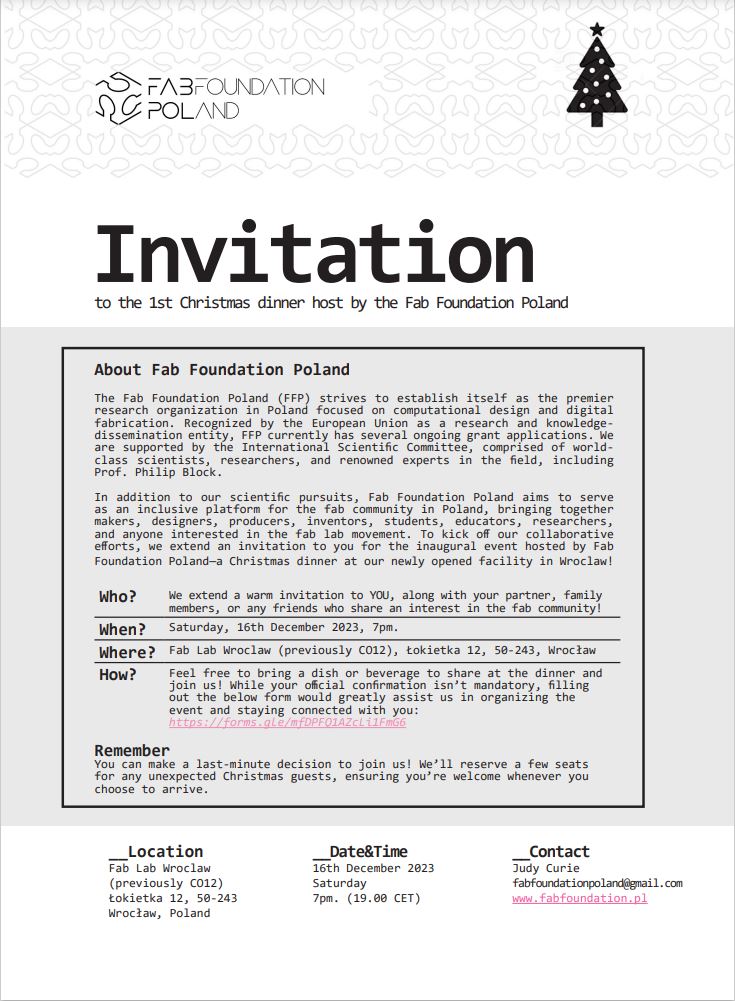 FABFOUNDATION
POLAND
Invitation
to the 1st Christmas dinner host by the Fab Foundation Poland
About Fab Foundation Poland
The Fab Foundation Poland (FFP) strives to establish itself as the premier
research organization in Poland focused on computational design and digital
fabrication. Recognized by the European Union as a research and knowledge-
dissemination entity, FFP currently has several ongoing grant applications. We
are supported by the International Scientific Committee, comprised of world-
class scientists, researchers, and renowned experts in the field, including
Prof. Philip Block.
In addition to our scientific pursuits, Fab Foundation Poland aims to serve
as an inclusive platform for the fab community in Poland, bringing together
makers, designers, producers, inventors, students, educators, researchers,
and anyone interested in the fab lab movement. To kick off our collaborative
efforts, we extend an invitation to you for the inaugural event hosted by Fab
Foundation Poland—a Christmas dinner at our newly opened facility in Wroclaw!
Who? We extend a warm invitation to YOU, along with your partner, family
members, or any friends who share an interest in the fab community!
When? Saturday, 16th December 2023, 7pm.
Where? Fab Lab Wroclaw (previously CO12), Łokietka 12, 50-243, Wrocław
How? Feel free to bring a dish or beverage to share at the dinner and
join us! While your official confirmation isn't mandatory, filling
out the below form would greatly assist us in organizing the
event and staying connected with you:
https://forms.gle/mfDPFQ1AZcLi1FmG6
Remember
You can make a last-minute decision to join us! We'll reserve a few seats
for any unexpected Christmas guests, ensuring you're welcome whenever you
choose to arrive.
__Location
Fab Lab Wroclaw
(previously CO12)
Łokietka 12, 50-243
Wrocław, Poland
__Date&Time
16th December 2023
Saturday
7pm. (19.00 CET)
__Contact
Judy Curie
fabfoundationpoland@gmail.com
www.fabfoundation.pl